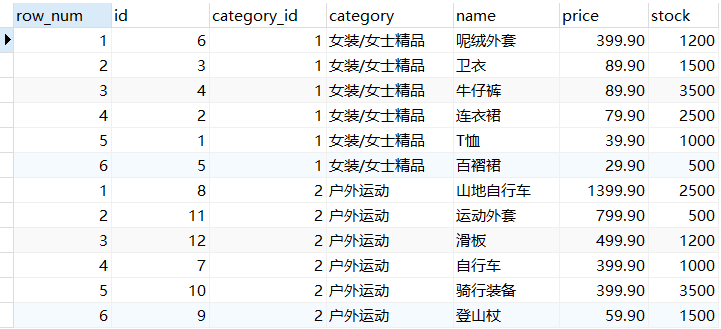 row_num id category_id category name price stock
1 6 1 女装/女士精品 呢绒外套 399.90 1200
2 3 1 女装/女士精品 卫衣 89.90 1500
3 4 1 女装/女士精品 牛仔裤 89.90 3500
4 2 1 女装/女士精品 连衣裙 79.90 2500
5 1 1 女装/女士精品 T恤 39.90 1000
6 5 1 女装/女士精品 百褶裙 29.90 500
1 8 2 户外运动 山地自行车 1399.90 2500
2 11 2 户外运动 运动外套 799.90 500
3 12 2 户外运动 滑板 499.90 1200
4 7 2 户外运动 自行车 399.90 1000
5 10 2 户外运动 骑行装备 399.90 3500
6 9 2 户外运动 登山杖 59.90 1500